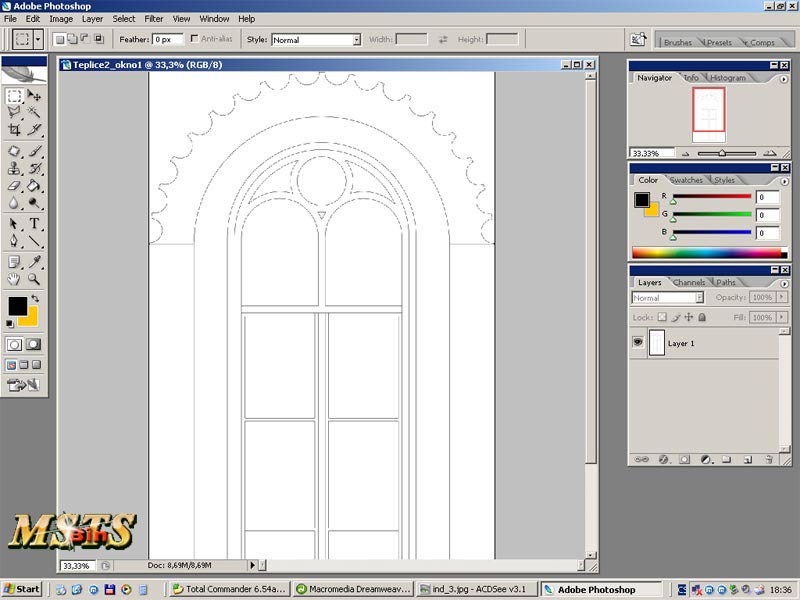 Adobe Photoshop
File Edit Image Layer Select Filter View Window Help
Feather: 0 px Anti-alias Style: Normal Width: Height: Brushes Presets Comps
Teplice2_okno1 @ 33,3% (RGB/8)
Navigator Info Histogram
33.33%
Color Swatches Styles
R 0
G 0
B 0
Layers Channels Paths
Normal Opacity: 100%
Lock: Fill: 100%
Layer 1
MSTS
Bin
33,33% Doc: 8,69M/8,69M
Start Total Commander 6.54a... Macromedia Dreamweav... ind_3.jpg - ACDSee v3.1 Adobe Photoshop 18:36